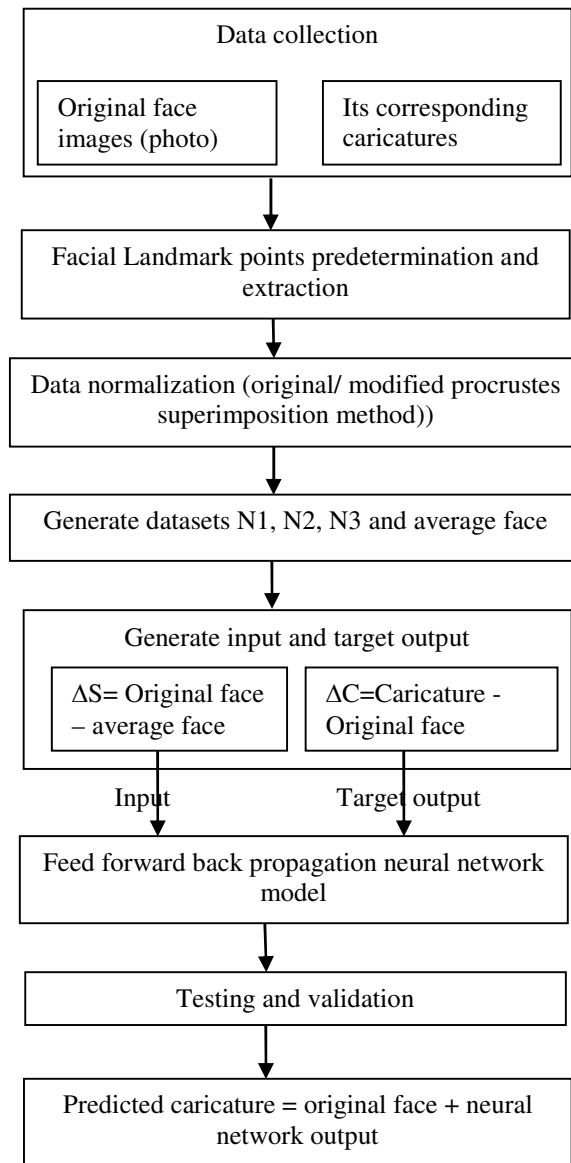 Data collection
Original face
images (photo)
Its corresponding
caricatures
Facial Landmark points predetermination and
extraction
Data normalization (original/ modified procrustes
superimposition method))
Generate datasets N1, N2, N3 and average face
Generate input and target output
ΔS= Original face
– average face
ΔC=Caricature -
Original face
Input
Target output
Feed forward back propagation neural network
model
Testing and validation
Predicted caricature = original face + neural
network output